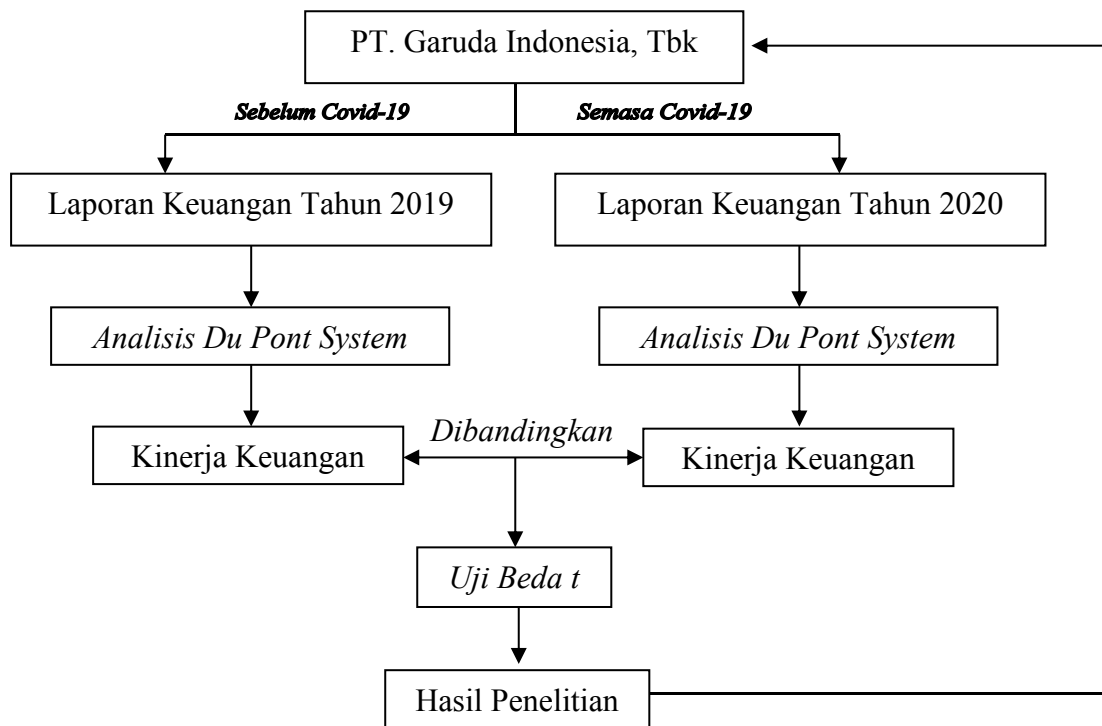 PT. Garuda Indonesia, Tbk
Sebelum Covid-19
Semasa Covid-19
Laporan Keuangan Tahun 2019
Laporan Keuangan Tahun 2020
Analisis Du Pont System
Analisis Du Pont System
Dibandingkan
Kinerja Keuangan
Kinerja Keuangan
Uji Beda t
Hasil Penelitian